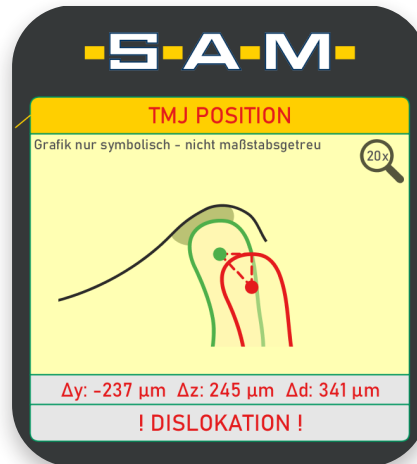 S-A-M
TMJ POSITION
Grafik nur symbolisch - nicht maßstabsgetreu
20x
Δy: -237 µm Δz: 245 µm Δd: 341 µm
! DISLOKATION !